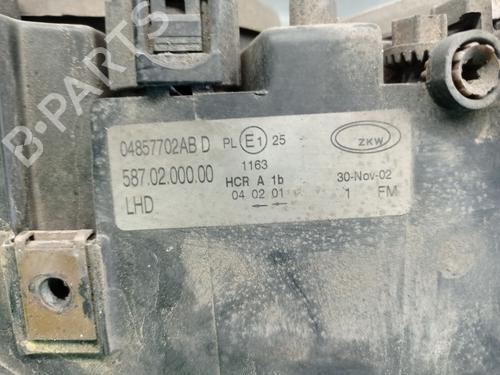 04857702AB D PL E1 25 ZKW
1163
587.02.000.00 HCR A 1b 30-Nov-02
LHD 04 02 01 1 FM